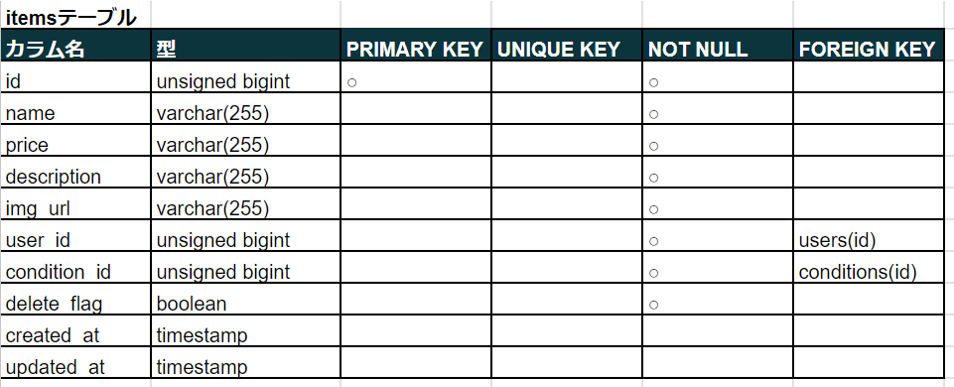 itemsテーブル
カラム名 型 PRIMARY KEY UNIQUE KEY NOT NULL FOREIGN KEY
id unsigned bigint ○ ○
name varchar(255) ○
price varchar(255) ○
description varchar(255) ○
img_url varchar(255) ○
user_id unsigned bigint ○ users(id)
condition_id unsigned bigint ○ conditions(id)
delete_flag boolean ○
created_at timestamp
updated_at timestamp